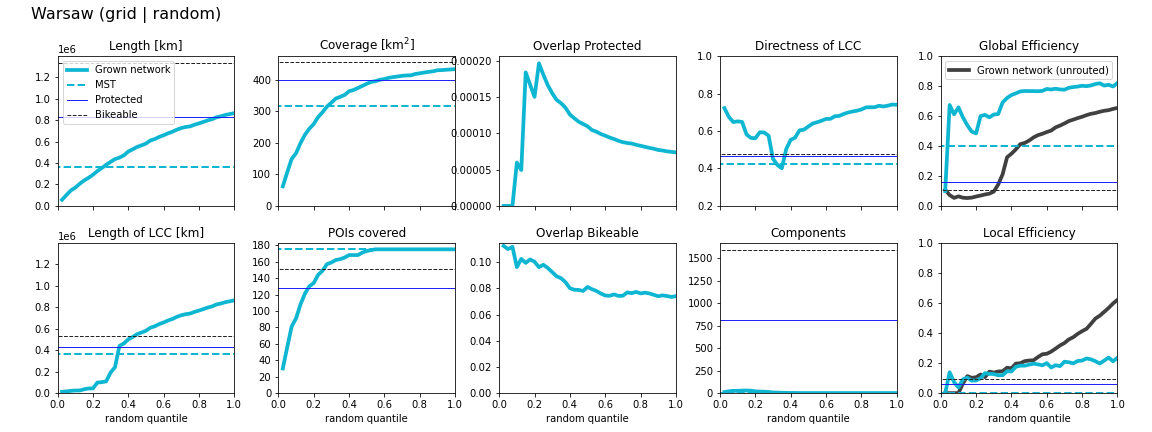 Warsaw (grid | random)
Length [km]
1e6
1.2
1.0
0.8
0.6
0.4
0.2
0.0
Grown network
MST
Protected
Bikeable
Coverage [km²]
400
300
200
100
0
Overlap Protected
0.00020
0.00015
0.00010
0.00005
0.00000
Directness of LCC
1.0
0.8
0.6
0.4
0.2
Global Efficiency
1.0
0.8
0.6
0.4
0.2
0.0
Grown network (unrouted)
Length of LCC [km]
1e6
1.2
1.0
0.8
0.6
0.4
0.2
0.0
0.0 0.2 0.4 0.6 0.8 1.0
random quantile
POIs covered
180
160
140
120
100
80
60
40
20
0.0 0.2 0.4 0.6 0.8 1.0
random quantile
Overlap Bikeable
0.10
0.08
0.06
0.04
0.02
0.00
0.0 0.2 0.4 0.6 0.8 1.0
random quantile
Components
1500
1250
1000
750
500
250
0
0.0 0.2 0.4 0.6 0.8 1.0
random quantile
Local Efficiency
1.0
0.8
0.6
0.4
0.2
0.0
0.0 0.2 0.4 0.6 0.8 1.0
random quantile